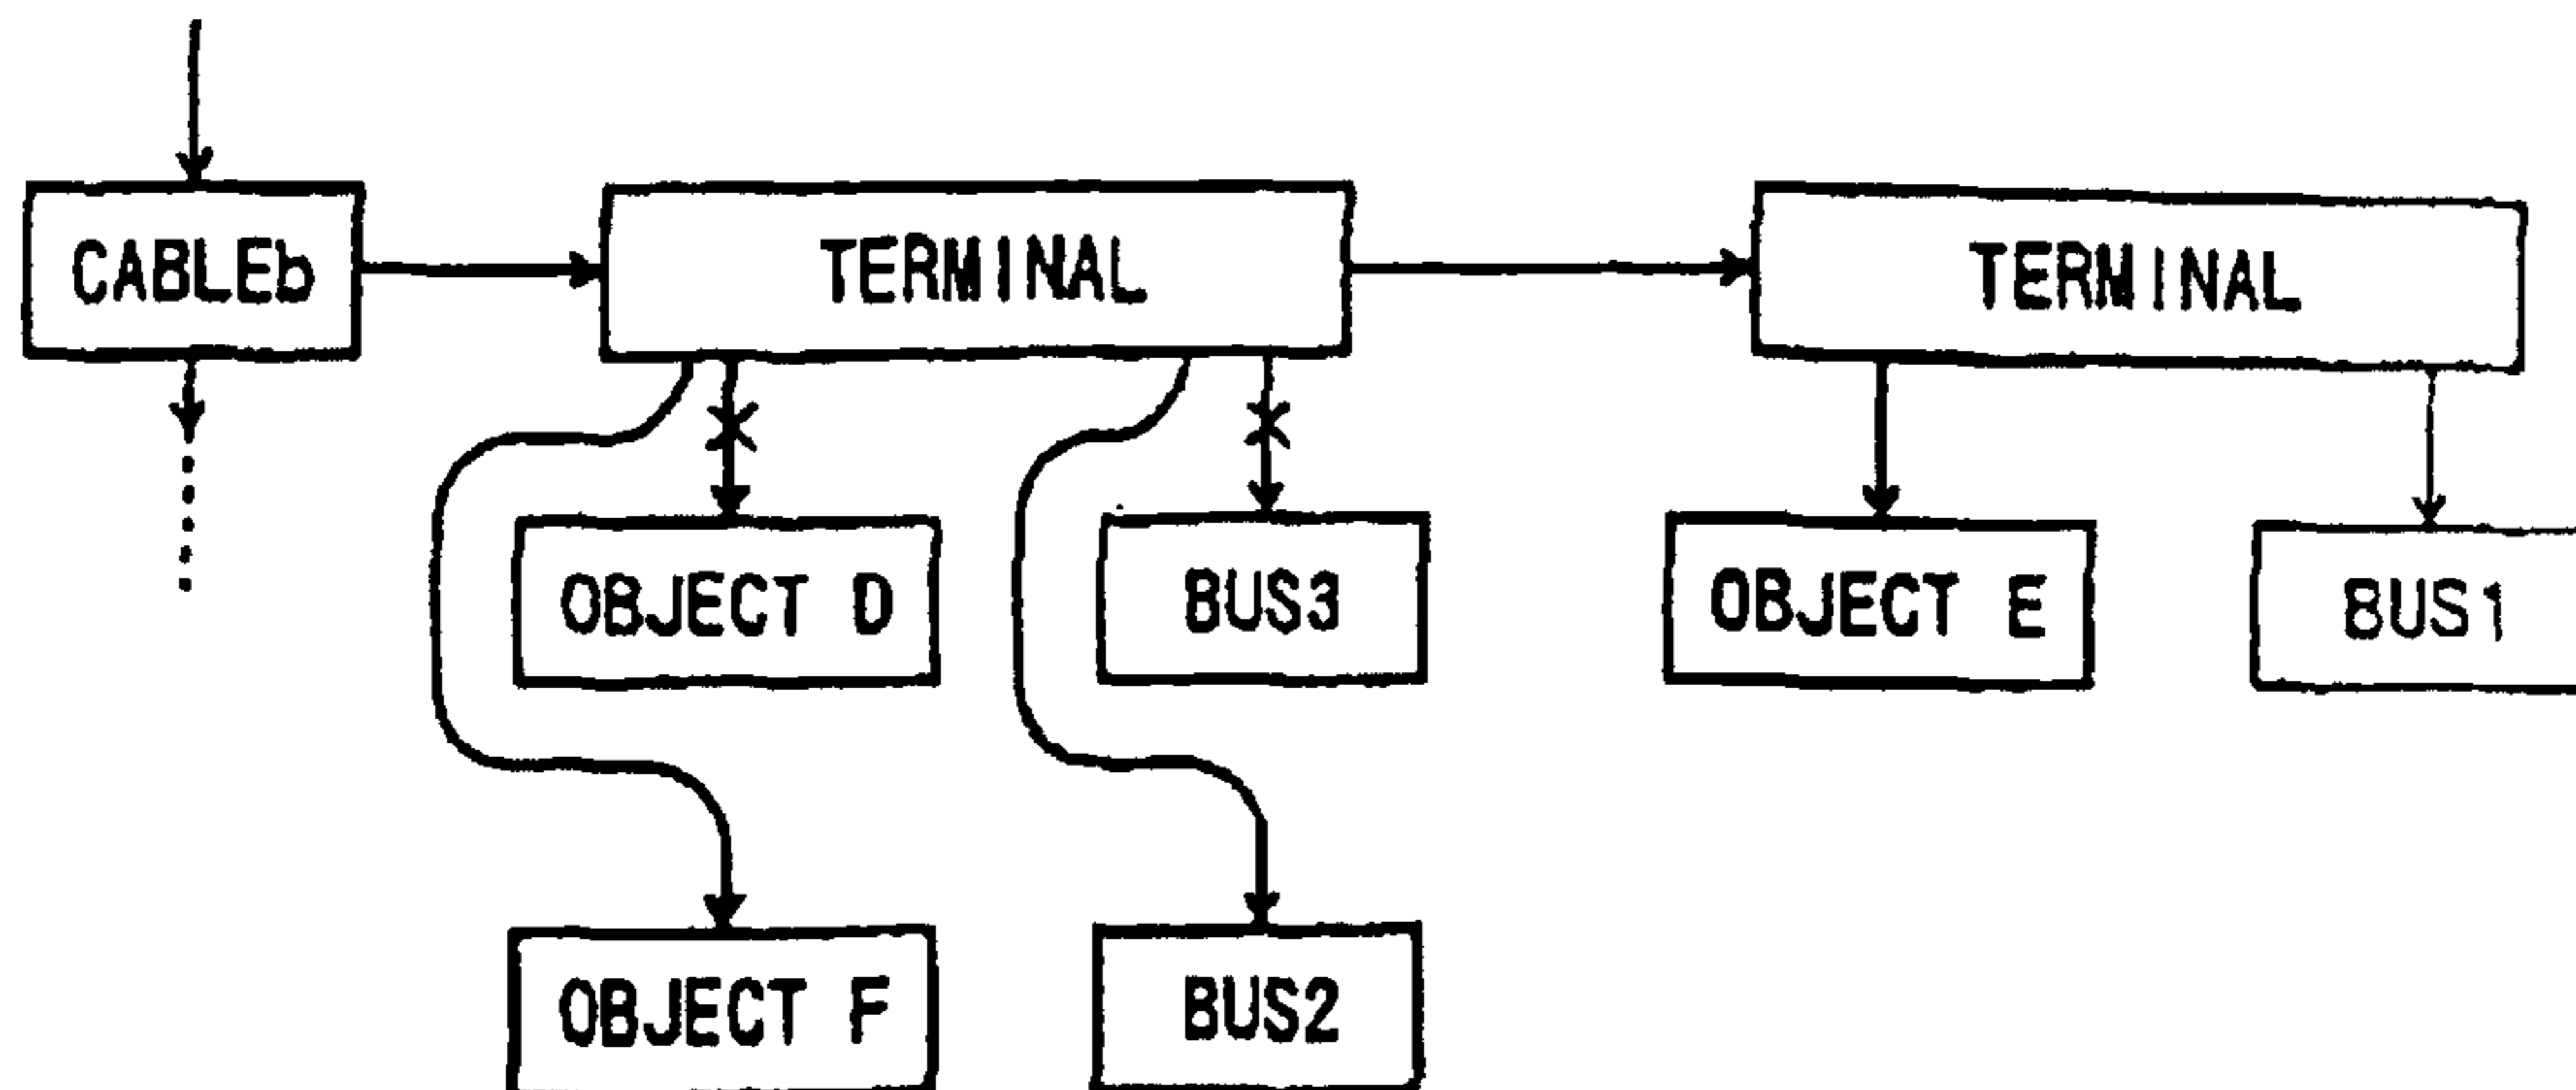 CABLEb
TERMINAL
TERMINAL
OBJECT D
BUS3
OBJECT E
BUS1
OBJECT F
BUS2